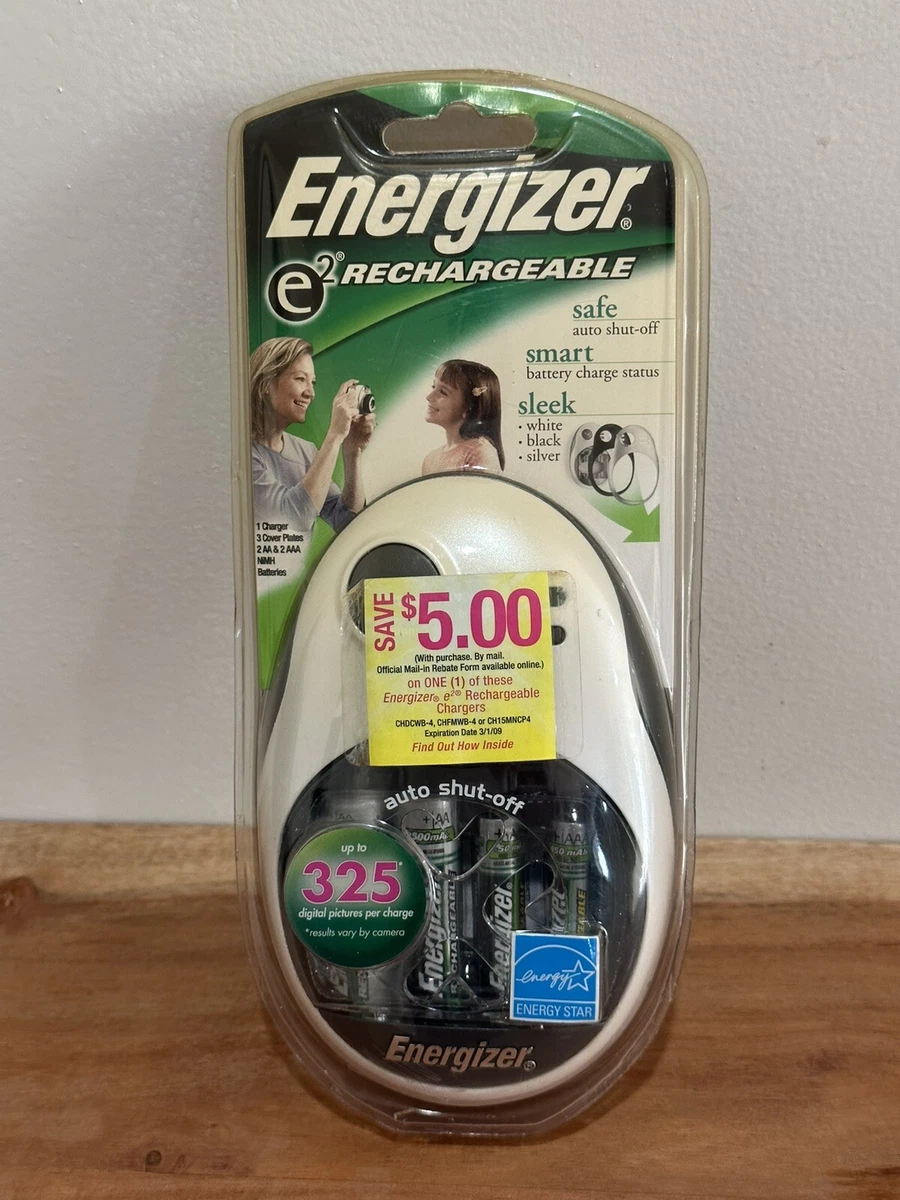 Energizer®
e²® RECHARGEABLE
safe
auto shut-off
smart
battery charge status
sleek
• white
• black
• silver
1 Charger
3 Cover Plates
2 AA & 2 AAA
NiMH
Batteries
SAVE $5.00
(With purchase. By mail.
Official Mail-in Rebate Form available online.)
on ONE (1) of these
Energizer® e²® Rechargeable
Chargers
CHDCWB-4, CHFMWB-4 or CH15MNCP4
Expiration Date 3/1/09
Find Out How Inside
auto shut-off
up to
325*
digital pictures per charge
*results vary by camera
+AA
Energizer
Energizer
energy
ENERGY STAR
Energizer®